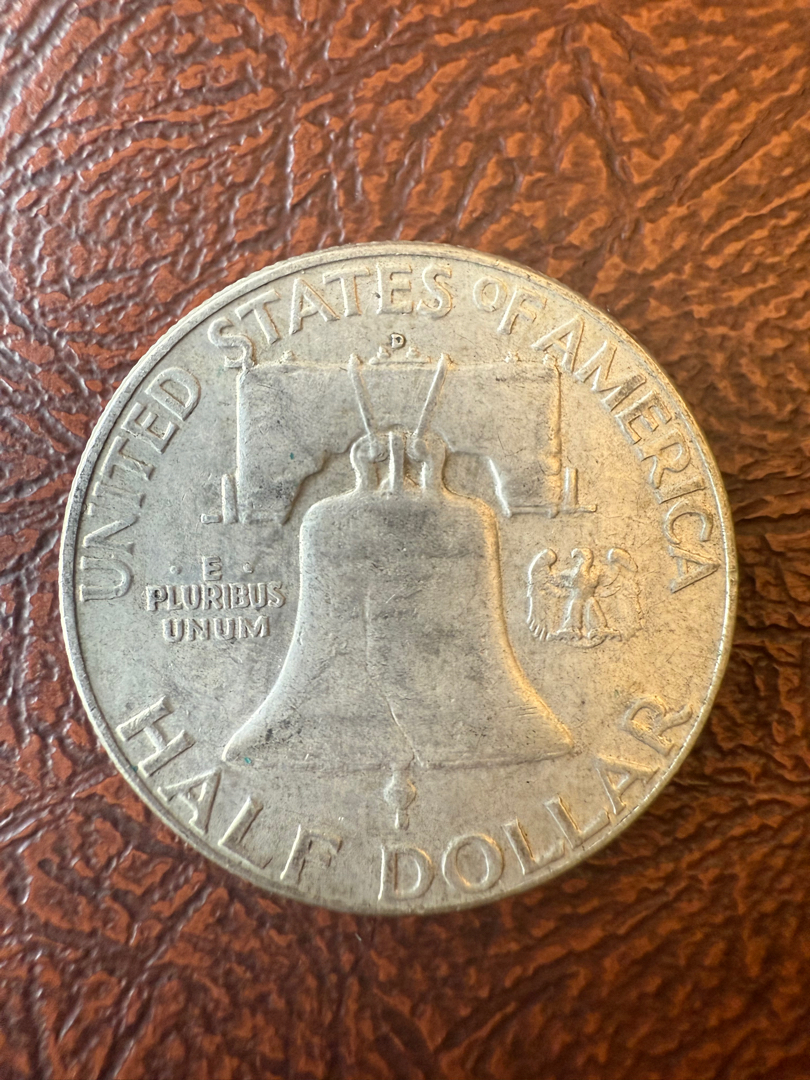 UNITED STATES OF AMERICA
D
· E ·
PLURIBUS
UNUM
HALF DOLLAR